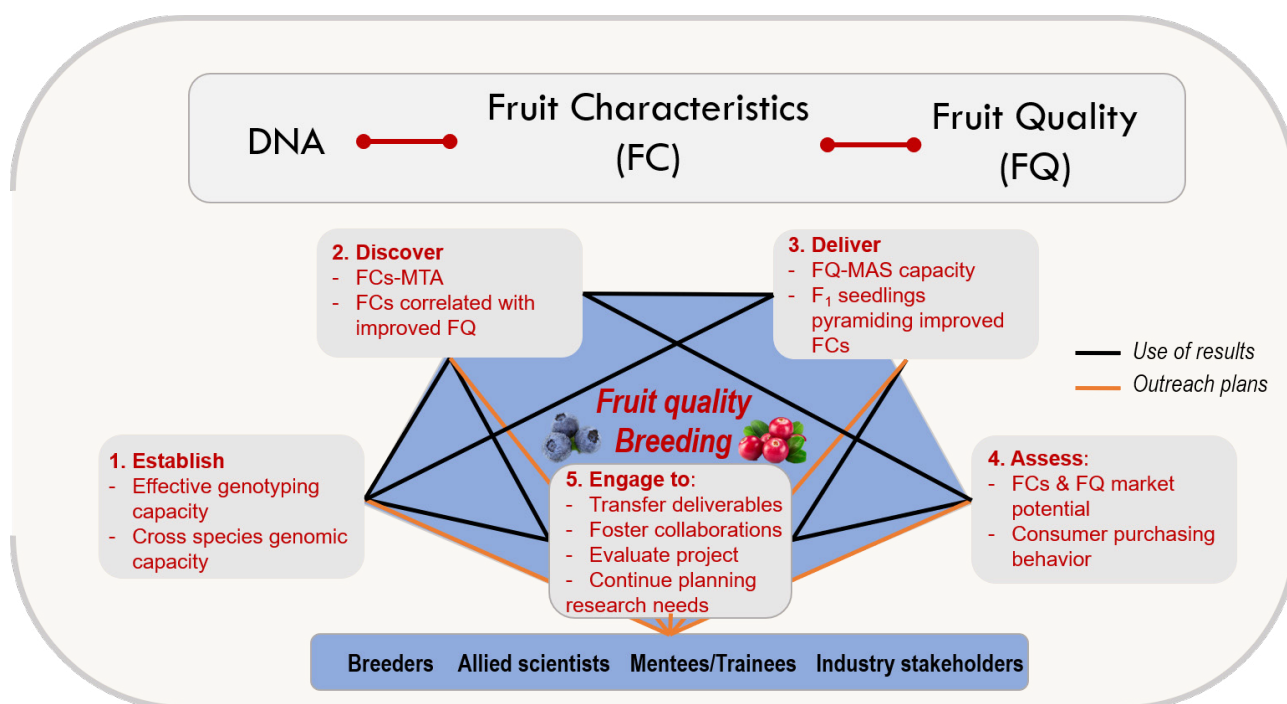 DNA
Fruit Characteristics
(FC)
Fruit Quality
(FQ)
2. Discover
- FCs-MTA
- FCs correlated with
improved FQ
3. Deliver
- FQ-MAS capacity
- F₁ seedlings
pyramiding improved
FCs
Use of results
Outreach plans
Fruit quality
Breeding
1. Establish
- Effective genotyping
capacity
- Cross species genomic
capacity
5. Engage to:
- Transfer deliverables
- Foster collaborations
- Evaluate project
- Continue planning
research needs
4. Assess:
- FCs & FQ market
potential
- Consumer purchasing
behavior
Breeders Allied scientists Mentees/Trainees Industry stakeholders